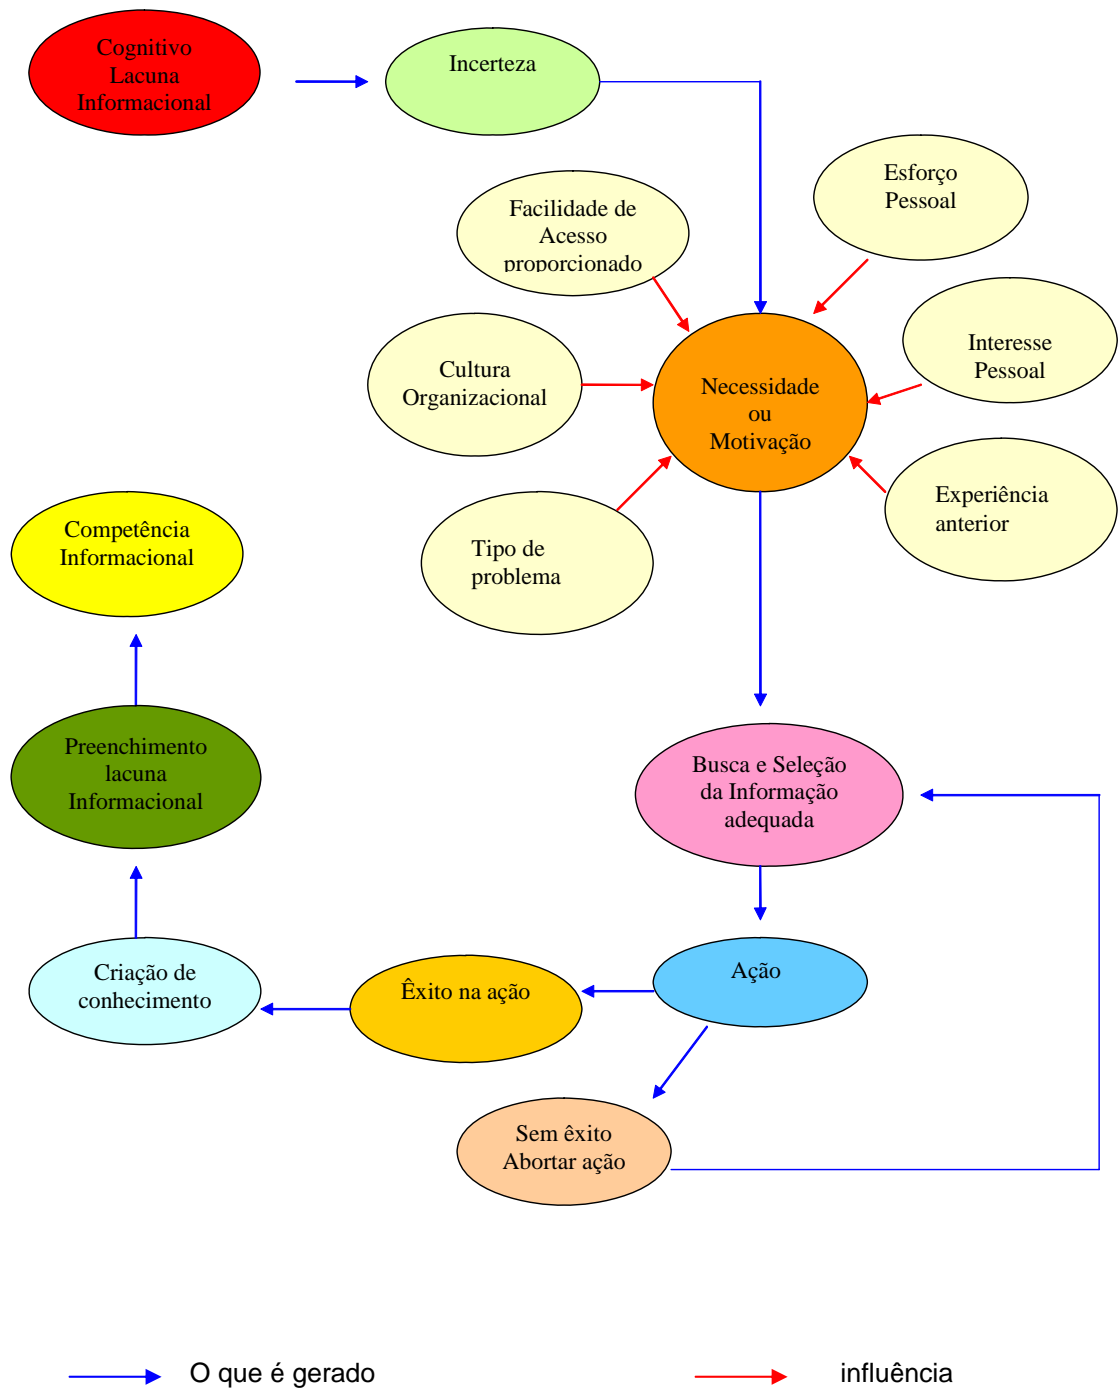 Cognitivo
Lacuna
Informacional
Incerteza
Esforço
Pessoal
Facilidade de
Acesso
proporcionado
Interesse
Pessoal
Cultura
Organizacional
Necessidade
ou
Motivação
Experiência
anterior
Tipo de
problema
Competência
Informacional
Preenchimento
lacuna
Informacional
Busca e Seleção
da Informação
adequada
Ação
Êxito na ação
Criação de
conhecimento
Sem êxito
Abortar ação
O que é gerado
influência